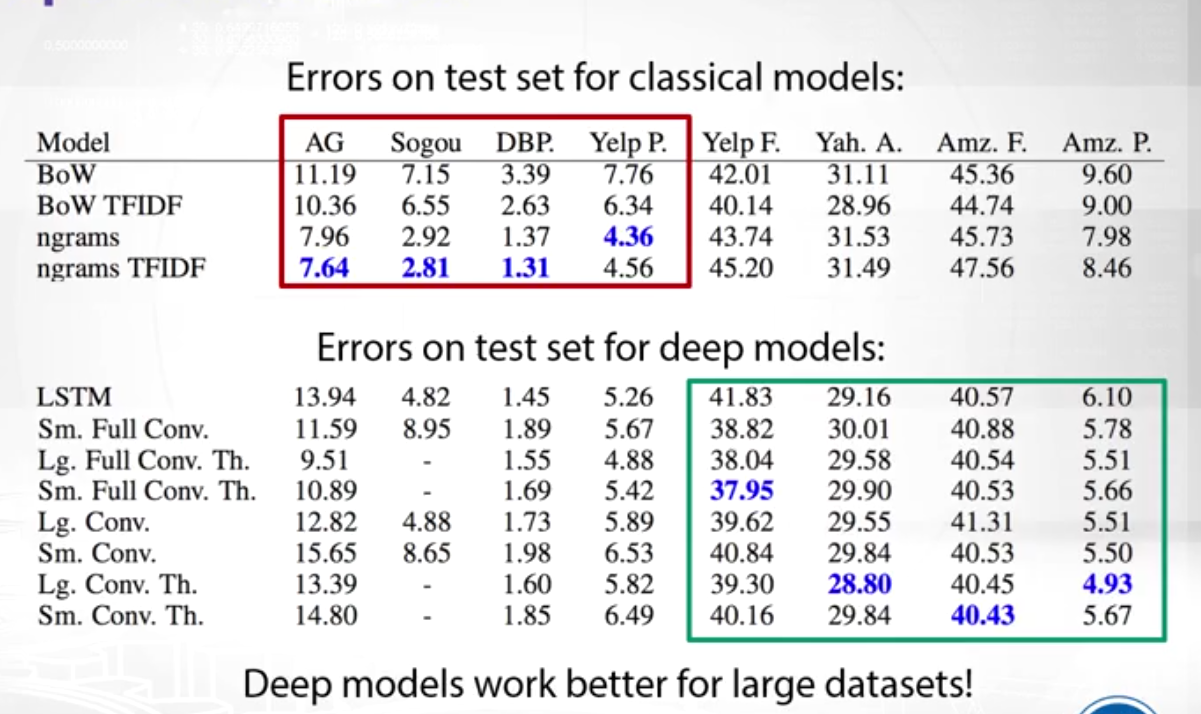 Errors on test set for classical models:
Model AG Sogou DBP. Yelp P. Yelp F. Yah. A. Amz. F. Amz. P.
BoW 11.19 7.15 3.39 7.76 42.01 31.11 45.36 9.60
BoW TFIDF 10.36 6.55 2.63 6.34 40.14 28.96 44.74 9.00
ngrams 7.96 2.92 1.37 4.36 43.74 31.53 45.73 7.98
ngrams TFIDF 7.64 2.81 1.31 4.56 45.20 31.49 47.56 8.46
Errors on test set for deep models:
LSTM 13.94 4.82 1.45 5.26 41.83 29.16 40.57 6.10
Sm. Full Conv. 11.59 8.95 1.89 5.67 38.82 30.01 40.88 5.78
Lg. Full Conv. Th. 9.51 - 1.55 4.88 38.04 29.58 40.54 5.51
Sm. Full Conv. Th. 10.89 - 1.69 5.42 37.95 29.90 40.53 5.66
Lg. Conv. 12.82 4.88 1.73 5.89 39.62 29.55 41.31 5.51
Sm. Conv. 15.65 8.65 1.98 6.53 40.84 29.84 40.53 5.50
Lg. Conv. Th. 13.39 - 1.60 5.82 39.30 28.80 40.45 4.93
Sm. Conv. Th. 14.80 - 1.85 6.49 40.16 29.84 40.43 5.67
Deep models work better for large datasets!